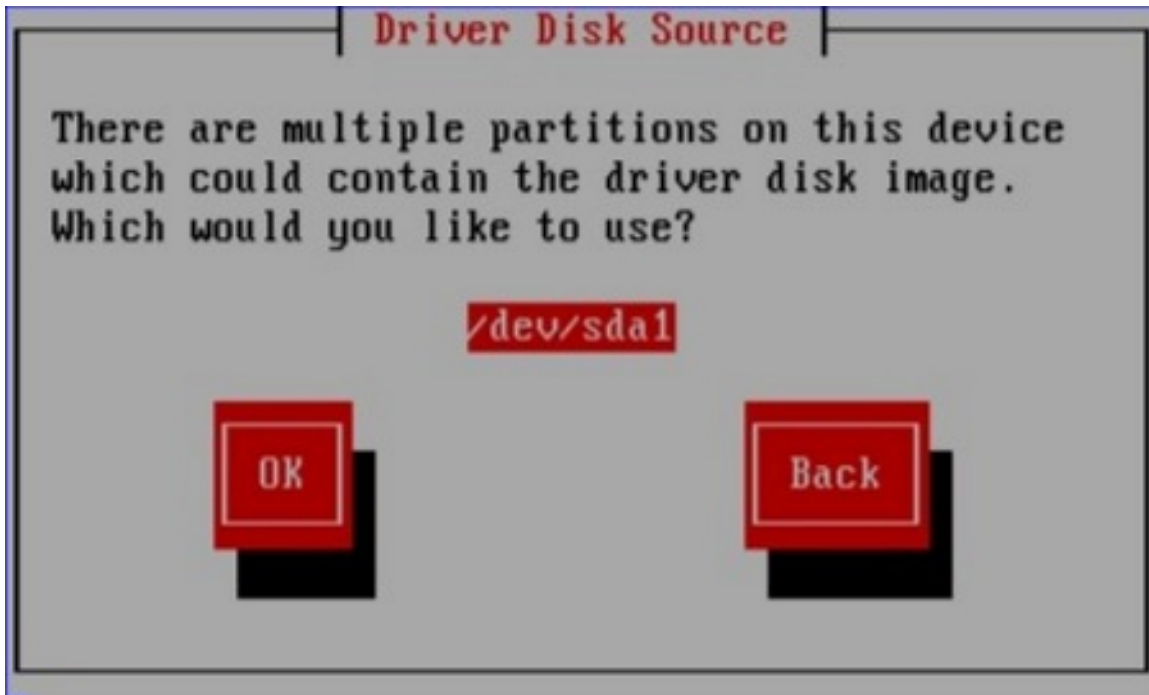 Driver Disk Source
There are multiple partitions on this device
which could contain the driver disk image.
Which would you like to use?
/dev/sda1
OK
Back